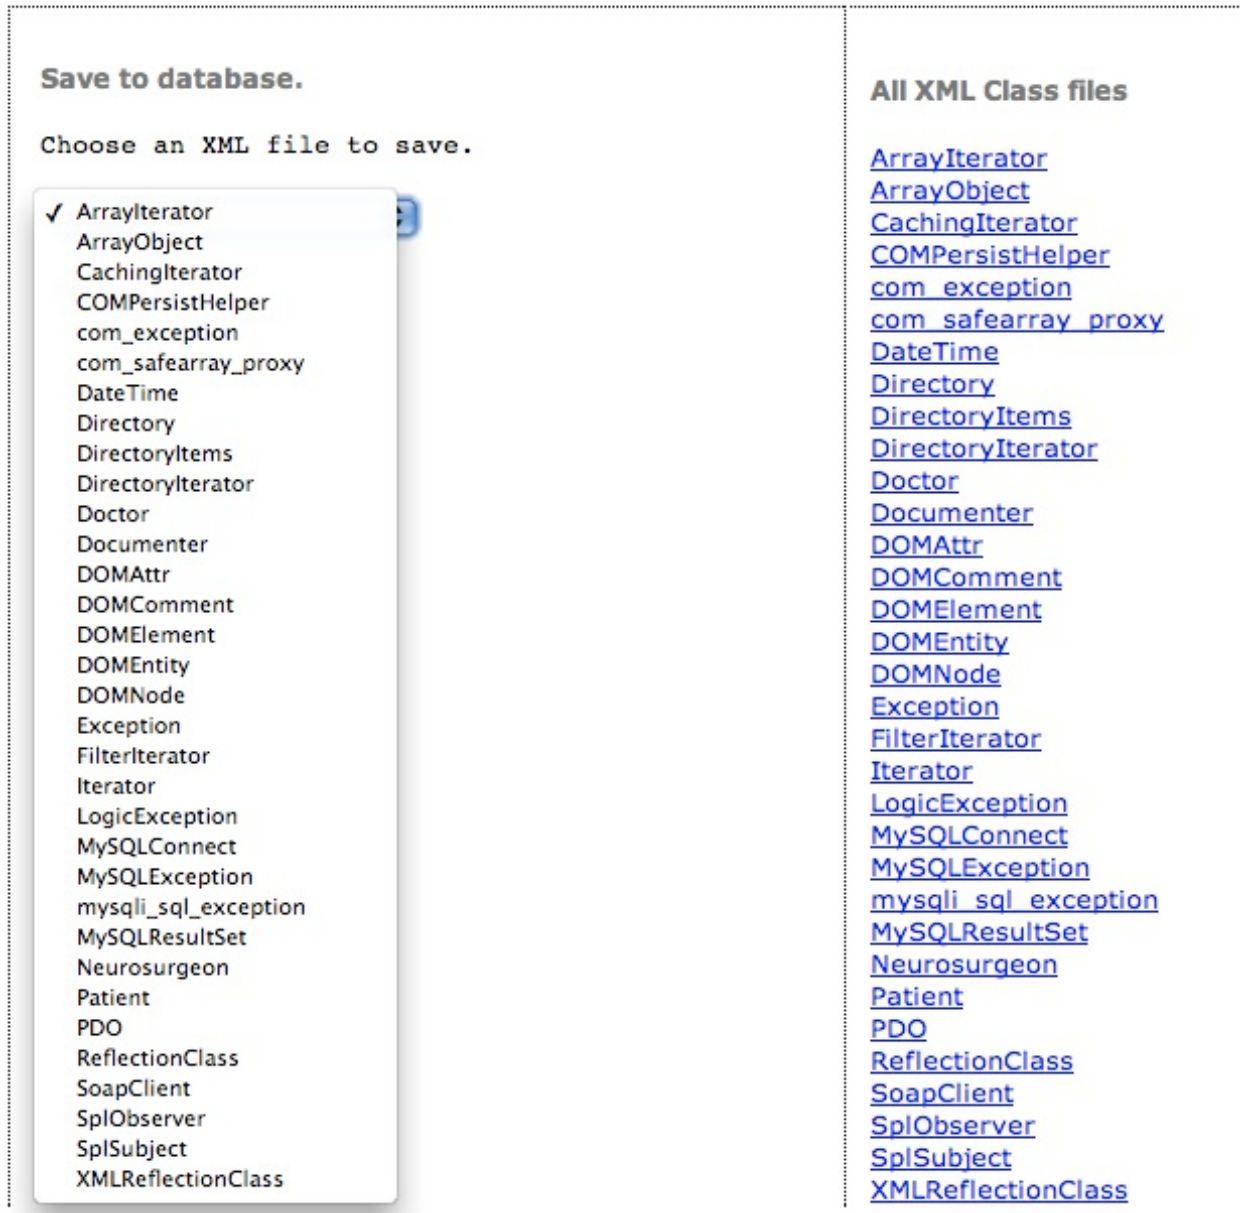 Save to database.
Choose an XML file to save.
ArrayIterator
ArrayObject
CachingIterator
COMPersistHelper
com_exception
com_safearray_proxy
DateTime
Directory
DirectoryItems
DirectoryIterator
Doctor
Documenter
DOMAttr
DOMComment
DOMElement
DOMEntity
DOMNode
Exception
FilterIterator
Iterator
LogicException
MySQLConnect
MySQLException
mysqli_sql_exception
MySQLResultSet
Neurosurgeon
Patient
PDO
ReflectionClass
SoapClient
SplObserver
SplSubject
XMLReflectionClass
All XML Class files
ArrayIterator
ArrayObject
CachingIterator
COMPersistHelper
com_exception
com_safearray_proxy
DateTime
Directory
DirectoryItems
DirectoryIterator
Doctor
Documenter
DOMAttr
DOMComment
DOMElement
DOMEntity
DOMNode
Exception
FilterIterator
Iterator
LogicException
MySQLConnect
MySQLException
mysqli_sql_exception
MySQLResultSet
Neurosurgeon
Patient
PDO
ReflectionClass
SoapClient
SplObserver
SplSubject
XMLReflectionClass